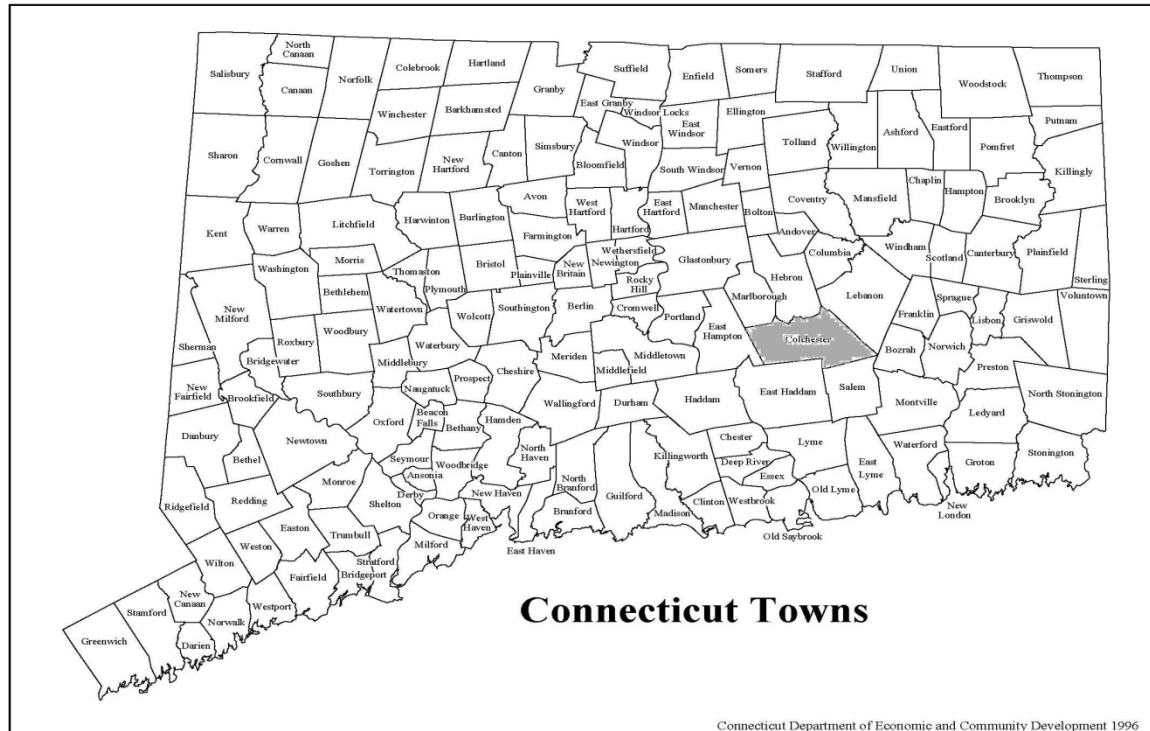 North
Canaan
Salisbury
Canaan
Norfolk
Colebrook
Hartland
Granby
Suffield
East Granby
Windsor Locks
Enfield
Somers
Stafford
Union
Woodstock
Thompson
Winchester
Barkhamsted
East
Windsor
Ellington
Putnam
Sharon
Cornwall
Goshen
Torrington
New
Hartford
Canton
Simsbury
Bloomfield
Windsor
South Windsor
Vernon
Tolland
Willington
Ashford
Eastford
Pomfret
Killingly
Kent
Warren
Litchfield
Harwinton
Burlington
Avon
West
Hartford
Hartford
East
Hartford
Manchester
Bolton
Coventry
Mansfield
Chaplin
Hampton
Brooklyn
Washington
Morris
Thomaston
Plymouth
Bristol
Farmington
Plainville
New
Britain
Wethersfield
Newington
Rocky
Hill
Glastonbury
Andover
Columbia
Hebron
Windham
Scotland
Canterbury
Plainfield
Sterling
New
Milford
Bethlehem
Watertown
Wolcott
Southington
Berlin
Cromwell
Portland
Marlborough
East
Hampton
Lebanon
Franklin
Sprague
Lisbon
Griswold
Voluntown
Sherman
Roxbury
Woodbury
Bridgewater
Middlebury
Waterbury
Cheshire
Meriden
Middletown
Middlefield
Colchester
Bozrah
Norwich
Preston
New
Fairfield
Brookfield
Southbury
Naugatuck
Prospect
Wallingford
Durham
Haddam
East Haddam
Salem
Montville
Ledyard
North Stonington
Danbury
Bethel
Newtown
Oxford
Beacon
Falls
Bethany
Hamden
North
Haven
Seymour
Woodbridge
Ansonia
Derby
North
Branford
Guilford
Killingworth
Chester
Deep River
Essex
Lyme
East
Lyme
Waterford
Groton
Stonington
Ridgefield
Redding
Monroe
Shelton
New Haven
Orange
West
Haven
East Haven
Branford
Madison
Clinton
Westbrook
Old Saybrook
Old Lyme
New
London
Wilton
Weston
Easton
Trumbull
Stratford
Milford
Bridgeport
Fairfield
New
Canaan
Norwalk
Westport
Stamford
Greenwich
Darien
Connecticut Towns
Connecticut Department of Economic and Community Development 1996